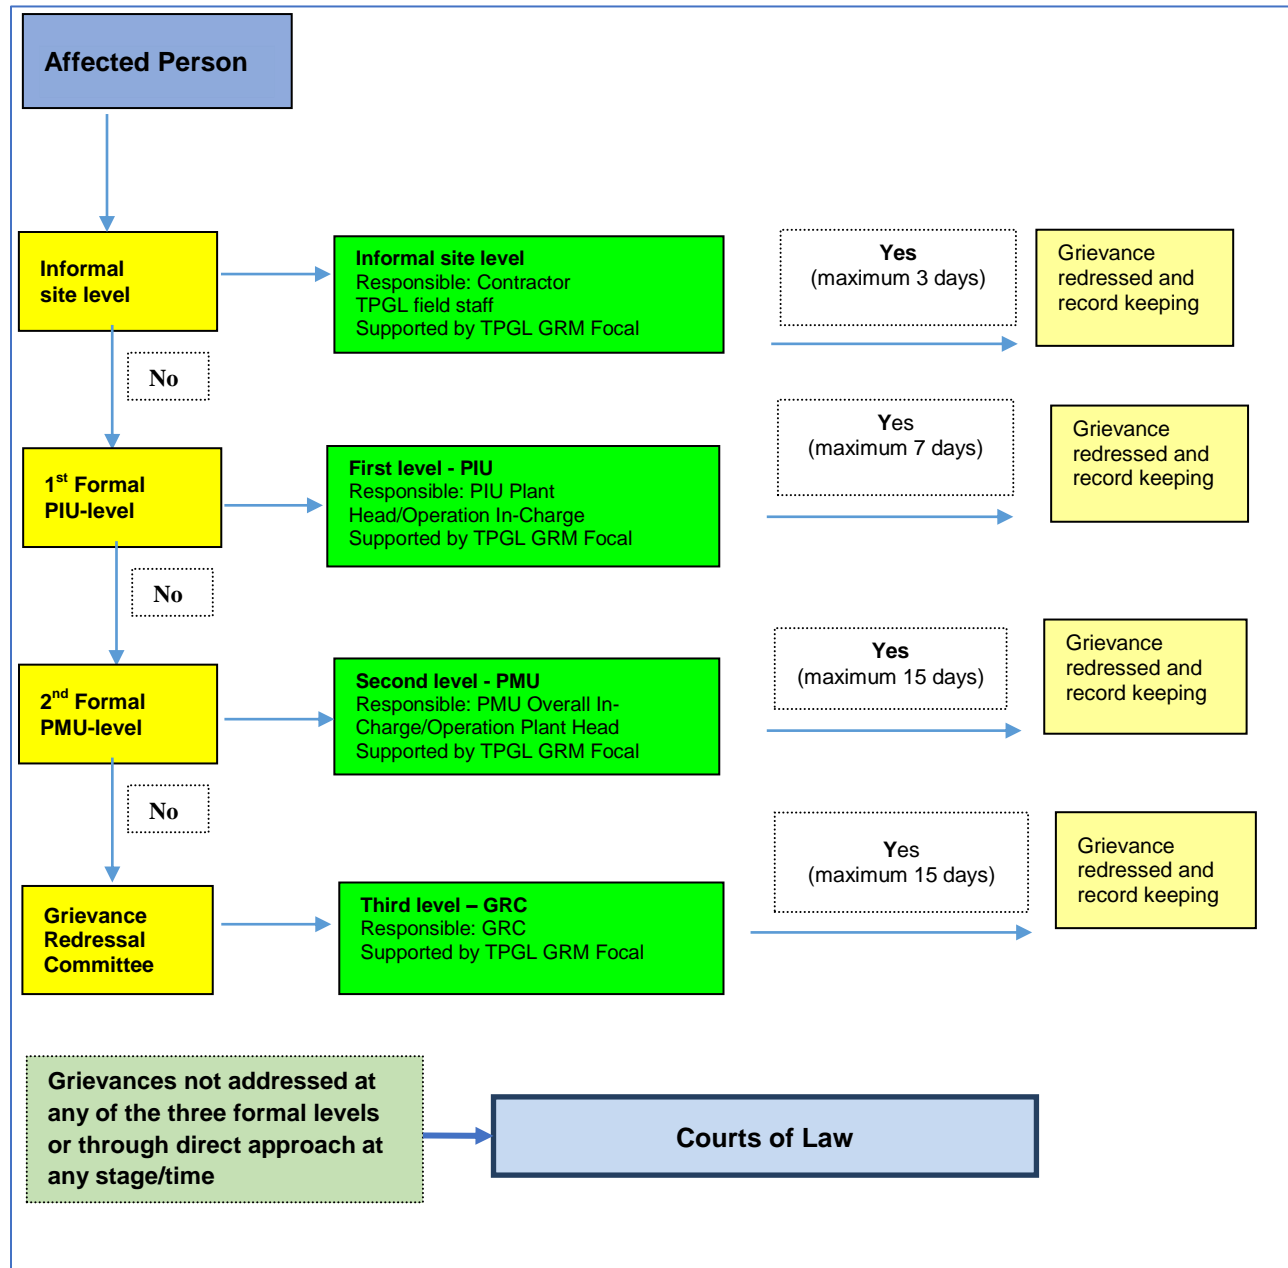 Affected Person
Informal
site level
Informal site level
Responsible: Contractor
TPGL field staff
Supported by TPGL GRM Focal
Yes
(maximum 3 days)
Grievance
redressed and
record keeping
No
1st Formal
PIU-level
First level - PIU
Responsible: PIU Plant
Head/Operation In-Charge
Supported by TPGL GRM Focal
Yes
(maximum 7 days)
Grievance
redressed and
record keeping
No
2nd Formal
PMU-level
Second level - PMU
Responsible: PMU Overall In-
Charge/Operation Plant Head
Supported by TPGL GRM Focal
Yes
(maximum 15 days)
Grievance
redressed and
record keeping
No
Grievance
Redressal
Committee
Third level – GRC
Responsible: GRC
Supported by TPGL GRM Focal
Yes
(maximum 15 days)
Grievance
redressed and
record keeping
Grievances not addressed at
any of the three formal levels
or through direct approach at
any stage/time
Courts of Law